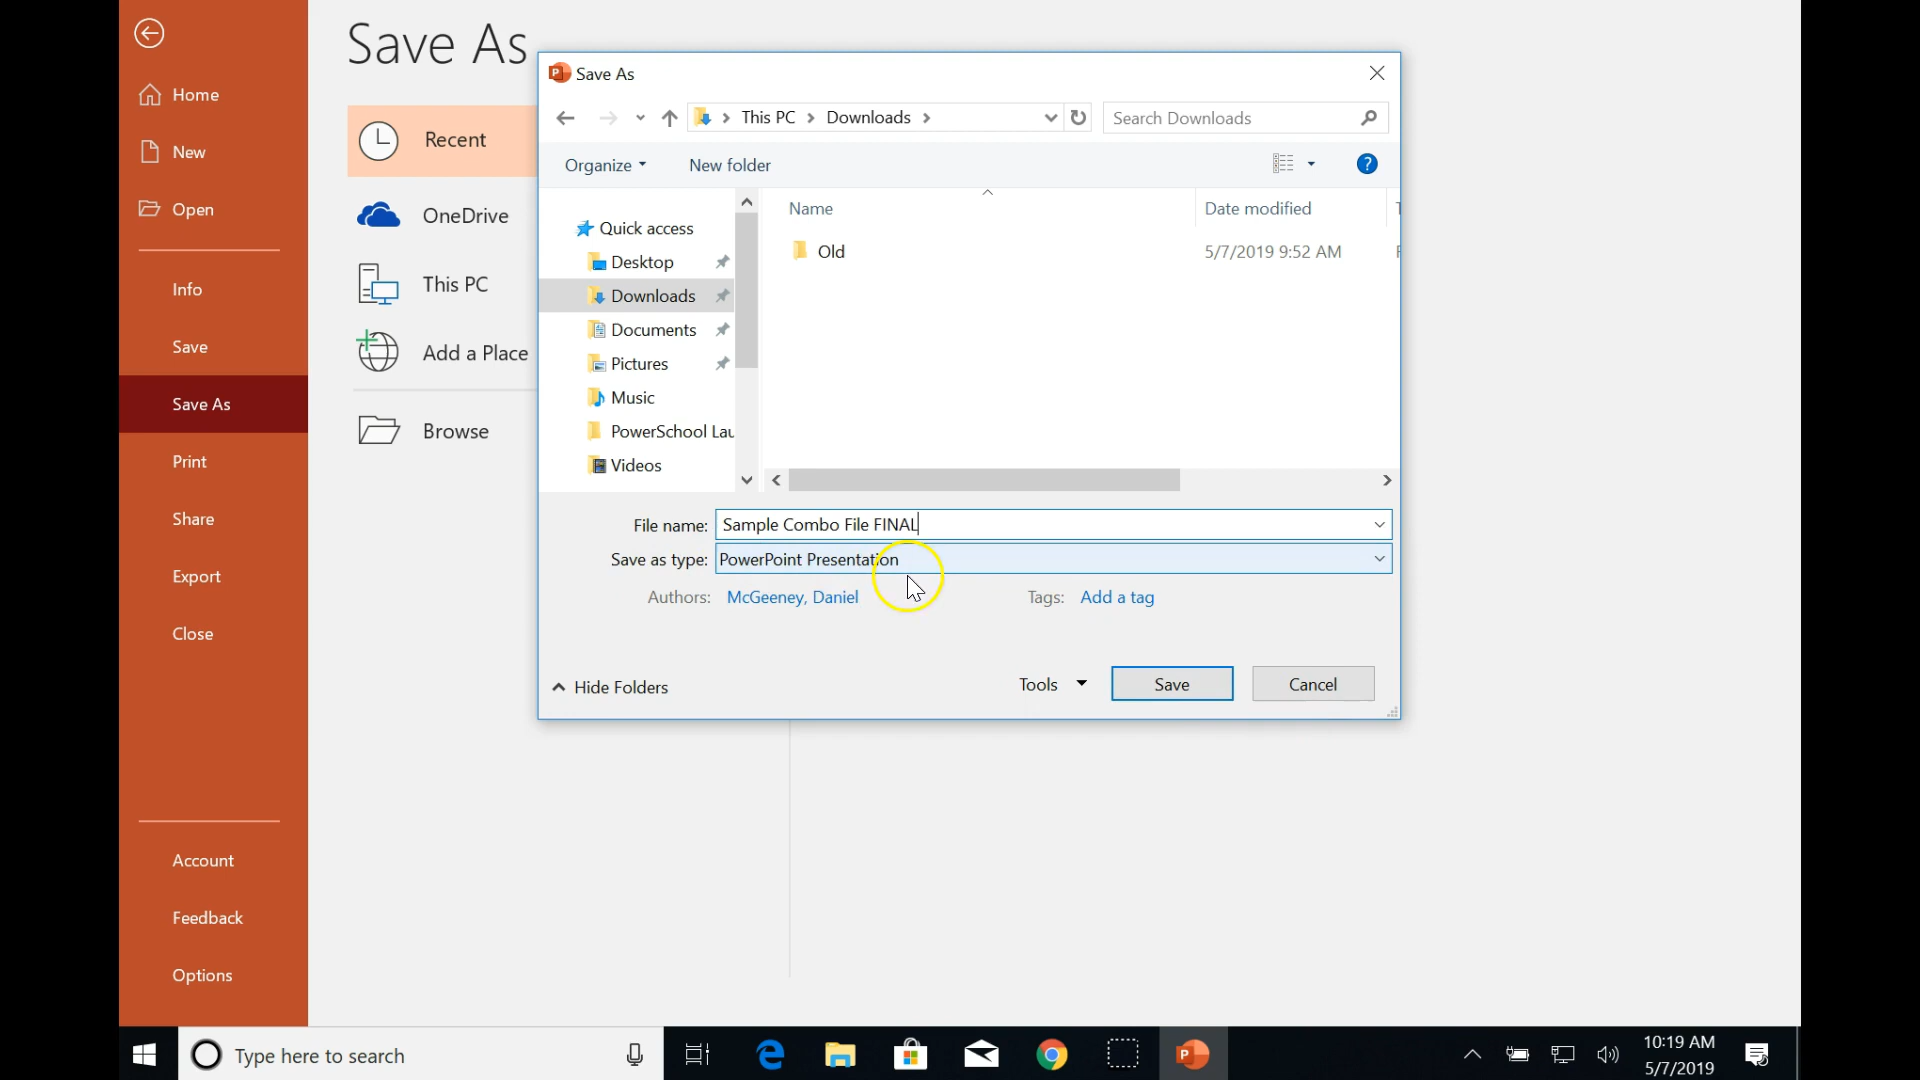 Save As
Home
New
Open
Info
Save
Save As
Print
Share
Export
Close
Account
Feedback
Options
Recent
OneDrive
This PC
Add a Place
Browse
Save As
This PC Downloads
Search Downloads
Organize New folder
?
Quick access
Desktop
Downloads
Documents
Pictures
Music
PowerSchool Lau
Videos
Name Date modified
Old 5/7/2019 9:52 AM
File name: Sample Combo File FINAL
Save as type: PowerPoint Presentation
Authors: McGeeney, Daniel Tags: Add a tag
Hide Folders Tools Save Cancel
Type here to search
10:19 AM
5/7/2019